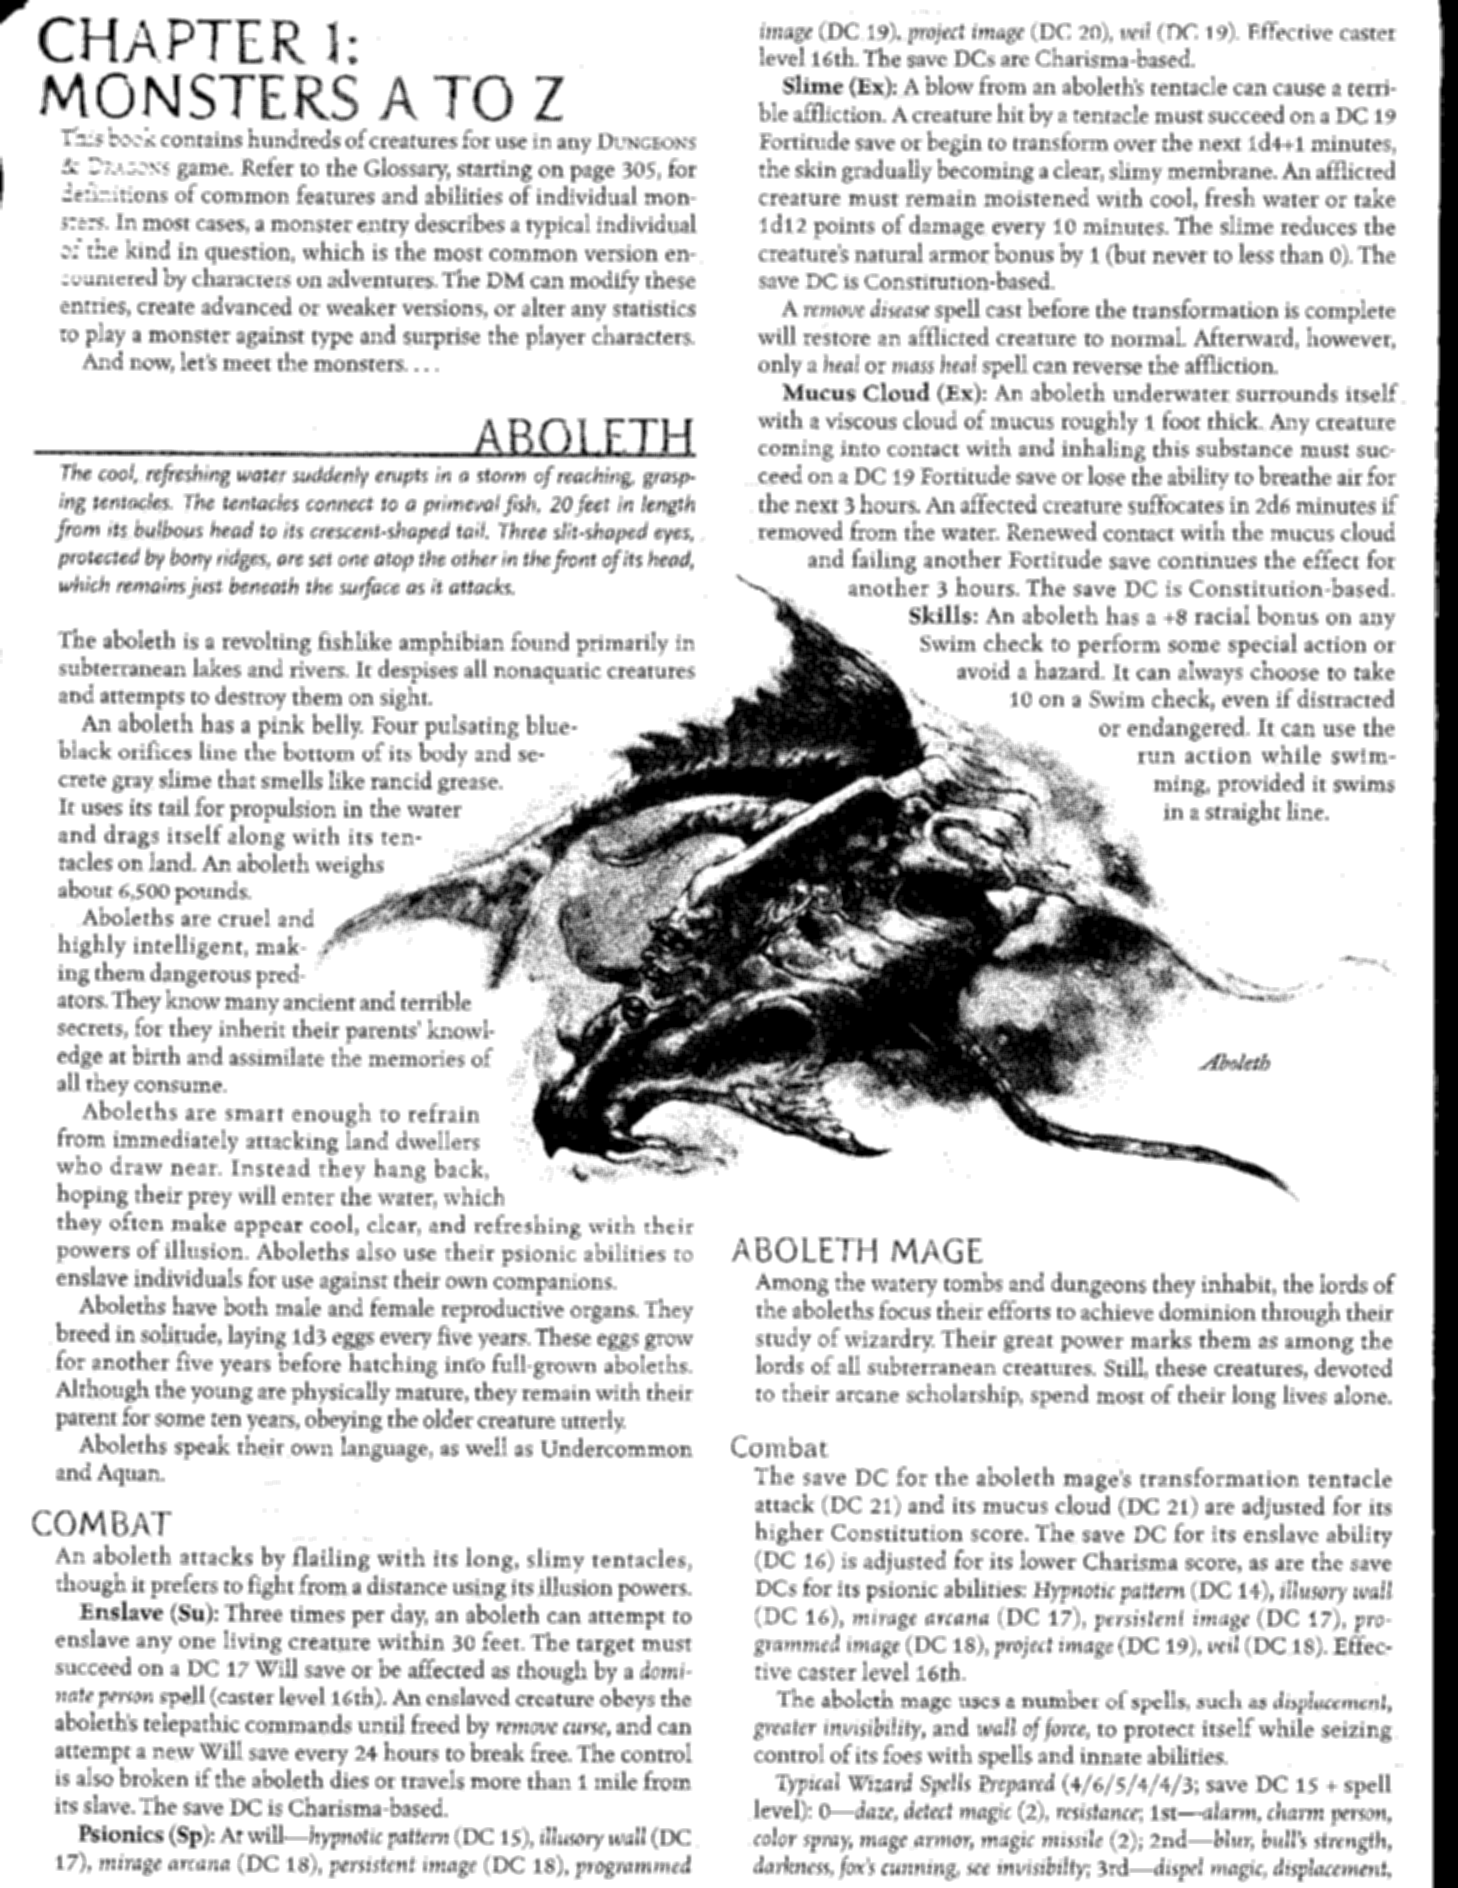 CHAPTER 1:
MONSTERS A TO Z
This book contains hundreds of creatures for use in any DUNGEONS
& DRAGONS game. Refer to the Glossary, starting on page 305, for
definitions of common features and abilities of individual mon-
sters. In most cases, a monster entry describes a typical individual
of the kind in question, which is the most common version en-
countered by characters on adventures. The DM can modify these
entries, create advanced or weaker versions, or alter any statistics
to play a monster against type and surprise the player characters.
And now, let's meet the monsters. . . .
ABOLETH
The cool, refreshing water suddenly erupts in a storm of reaching, grasp-
ing tentacles. The tentacles connect to a primeval fish, 20 feet in length
from its bulbous head to its crescent-shaped tail. Three slit-shaped eyes,
protected by bony ridges, are set one atop the other in the front of its head,
which remains just beneath the surface as it attacks.
The aboleth is a revolting fishlike amphibian found primarily in
subterranean lakes and rivers. It despises all nonaquatic creatures
and attempts to destroy them on sight.
An aboleth has a pink belly. Four pulsating blue-
black orifices line the bottom of its body and se-
crete gray slime that smells like rancid grease.
It uses its tail for propulsion in the water
and drags itself along with its ten-
tacles on land. An aboleth weighs
about 6,500 pounds.
Aboleths are cruel and
highly intelligent, mak-
ing them dangerous pred-
ators. They know many ancient and terrible
secrets, for they inherit their parents' knowl-
edge at birth and assimilate the memories of
all they consume.
Aboleths are smart enough to refrain
from immediately attacking land dwellers
who draw near. Instead they hang back,
hoping their prey will enter the water, which
they often make appear cool, clear, and refreshing with their
powers of illusion. Aboleths also use their psionic abilities to
enslave individuals for use against their own companions.
Aboleths have both male and female reproductive organs. They
breed in solitude, laying 1d3 eggs every five years. These eggs grow
for another five years before hatching into full-grown aboleths.
Although the young are physically mature, they remain with their
parent for some ten years, obeying the older creature utterly.
Aboleths speak their own language, as well as Undercommon
and Aquan.
COMBAT
An aboleth attacks by flailing with its long, slimy tentacles,
though it prefers to fight from a distance using its illusion powers.
Enslave (Su): Three times per day, an aboleth can attempt to
enslave any one living creature within 30 feet. The target must
succeed on a DC 17 Will save or be affected as though by a domi-
nate person spell (caster level 16th). An enslaved creature obeys the
aboleth's telepathic commands until freed by remove curse, and can
attempt a new Will save every 24 hours to break free. The control
is also broken if the aboleth dies or travels more than 1 mile from
its slave. The save DC is Charisma-based.
Psionics (Sp): At will—hypnotic pattern (DC 15), illusory wall (DC
17), mirage arcana (DC 18), persistent image (DC 18), programmed
image (DC 19), project image (DC 20), veil (DC 19). Effective caster
level 16th. The save DCs are Charisma-based.
Slime (Ex): A blow from an aboleth's tentacle can cause a terri-
ble affliction. A creature hit by a tentacle must succeed on a DC 19
Fortitude save or begin to transform over the next 1d4+1 minutes,
the skin gradually becoming a clear, slimy membrane. An afflicted
creature must remain moistened with cool, fresh water or take
1d12 points of damage every 10 minutes. The slime reduces the
creature's natural armor bonus by 1 (but never to less than 0). The
save DC is Constitution-based.
A remove disease spell cast before the transformation is complete
will restore an afflicted creature to normal. Afterward, however,
only a heal or mass heal spell can reverse the affliction.
Mucus Cloud (Ex): An aboleth underwater surrounds itself
with a viscous cloud of mucus roughly 1 foot thick. Any creature
coming into contact with and inhaling this substance must suc-
ceed on a DC 19 Fortitude save or lose the ability to breathe air for
the next 3 hours. An affected creature suffocates in 2d6 minutes if
removed from the water. Renewed contact with the mucus cloud
and failing another Fortitude save continues the effect for
another 3 hours. The save DC is Constitution-based.
Skills: An aboleth has a +8 racial bonus on any
Swim check to perform some special action or
avoid a hazard. It can always choose to take
10 on a Swim check, even if distracted
or endangered. It can use the
run action while swim-
ming, provided it swims
in a straight line.
Aboleth
ABOLETH MAGE
Among the watery tombs and dungeons they inhabit, the lords of
the aboleths focus their efforts to achieve dominion through their
study of wizardry. Their great power marks them as among the
lords of all subterranean creatures. Still, these creatures, devoted
to their arcane scholarship, spend most of their long lives alone.
Combat
The save DC for the aboleth mage's transformation tentacle
attack (DC 21) and its mucus cloud (DC 21) are adjusted for its
higher Constitution score. The save DC for its enslave ability
(DC 16) is adjusted for its lower Charisma score, as are the save
DCs for its psionic abilities: Hypnotic pattern (DC 14), illusory wall
(DC 16), mirage arcana (DC 17), persistent image (DC 17), pro-
grammed image (DC 18), project image (DC 19), veil (DC 18). Effec-
tive caster level 16th.
The aboleth mage uses a number of spells, such as displacement,
greater invisibility, and wall of force, to protect itself while seizing
control of its foes with spells and innate abilities.
Typical Wizard Spells Prepared (4/6/5/4/4/3; save DC 15 + spell
level): 0—daze, detect magic (2), resistance; 1st—alarm, charm person,
color spray, mage armor, magic missile (2); 2nd—blur, bull's strength,
darkness, fox's cunning, see invisibilty; 3rd—dispel magic, displacement,